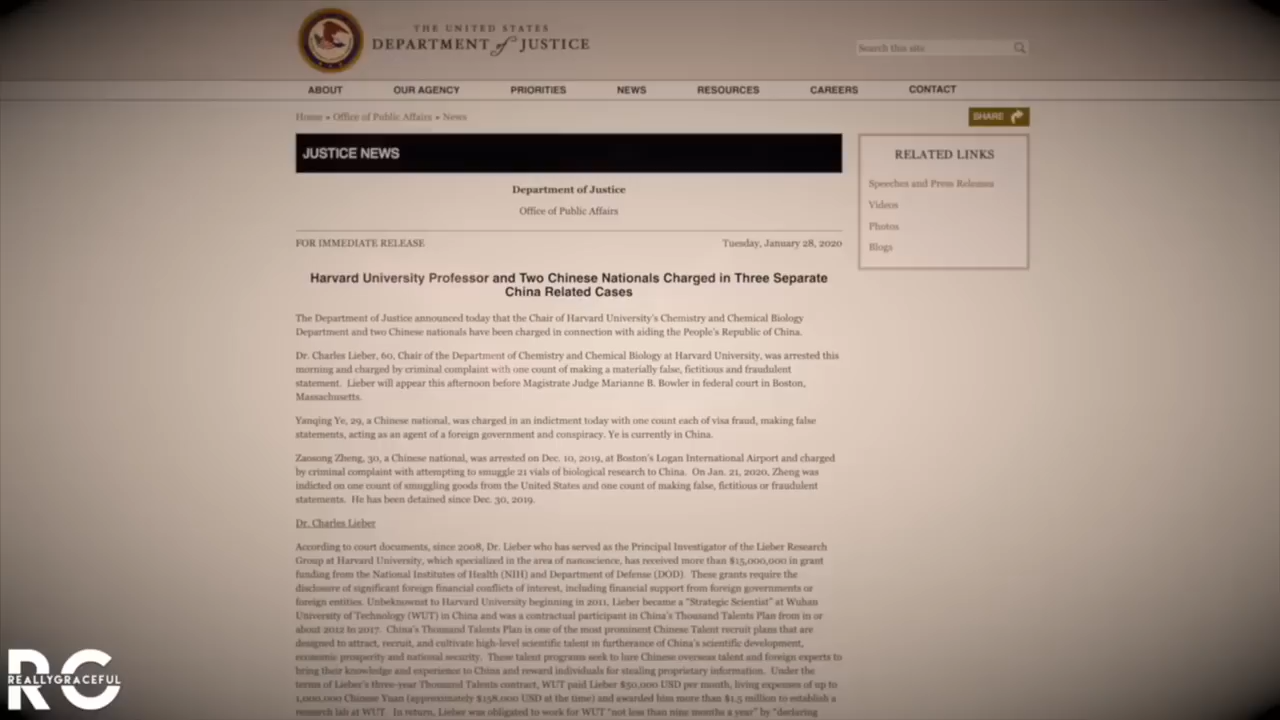 THE UNITED STATES
DEPARTMENT of JUSTICE
Search this site
ABOUT
OUR AGENCY
PRIORITIES
NEWS
RESOURCES
CAREERS
CONTACT
Home » Office of Public Affairs » News
SHARE
JUSTICE NEWS
RELATED LINKS
Speeches and Press Releases
Videos
Photos
Blogs
Department of Justice
Office of Public Affairs
FOR IMMEDIATE RELEASE
Tuesday, January 28, 2020
Harvard University Professor and Two Chinese Nationals Charged in Three Separate
China Related Cases
The Department of Justice announced today that the Chair of Harvard University's Chemistry and Chemical Biology
Department and two Chinese nationals have been charged in connection with aiding the People's Republic of China.
Dr. Charles Lieber, 60, Chair of the Department of Chemistry and Chemical Biology at Harvard University, was arrested this
morning and charged by criminal complaint with one count of making a materially false, fictitious and fraudulent
statement. Lieber will appear this afternoon before Magistrate Judge Marianne B. Bowler in federal court in Boston,
Massachusetts.
Yanqing Ye, 29, a Chinese national, was charged in an indictment today with one count each of visa fraud, making false
statements, acting as an agent of a foreign government and conspiracy. Ye is currently in China.
Zaosong Zheng, 30, a Chinese national, was arrested on Dec. 10, 2019, at Boston's Logan International Airport and charged
by criminal complaint with attempting to smuggle 21 vials of biological research to China. On Jan. 21, 2020, Zheng was
indicted on one count of smuggling goods from the United States and one count of making false, fictitious or fraudulent
statements. He has been detained since Dec. 30, 2019.
Dr. Charles Lieber
According to court documents, since 2008, Dr. Lieber who has served as the Principal Investigator of the Lieber Research
Group at Harvard University, which specialized in the area of nanoscience, has received more than $15,000,000 in grant
funding from the National Institutes of Health (NIH) and Department of Defense (DOD). These grants require the
disclosure of significant foreign financial conflicts of interest, including financial support from foreign governments or
foreign entities. Unbeknownst to Harvard University beginning in 2011, Lieber became a "Strategic Scientist" at Wuhan
University of Technology (WUT) in China and was a contractual participant in China's Thousand Talents Plan from in or
about 2012 to 2017. China's Thousand Talents Plan is one of the most prominent Chinese Talent recruit plans that are
designed to attract, recruit, and cultivate high-level scientific talent in furtherance of China's scientific development,
economic prosperity and national security. These talent programs seek to lure Chinese overseas talent and foreign experts to
bring their knowledge and experience to China and reward individuals for stealing proprietary information. Under the
terms of Lieber's three-year Thousand Talents contract, WUT paid Lieber $50,000 USD per month, living expenses of up to
1,000,000 Chinese Yuan (approximately $158,000 USD at the time) and awarded him more than $1.5 million to establish a
research lab at WUT. In return, Lieber was obligated to work for WUT "not less than nine months a year" by "declaring
RC
REALLYGRACEFUL